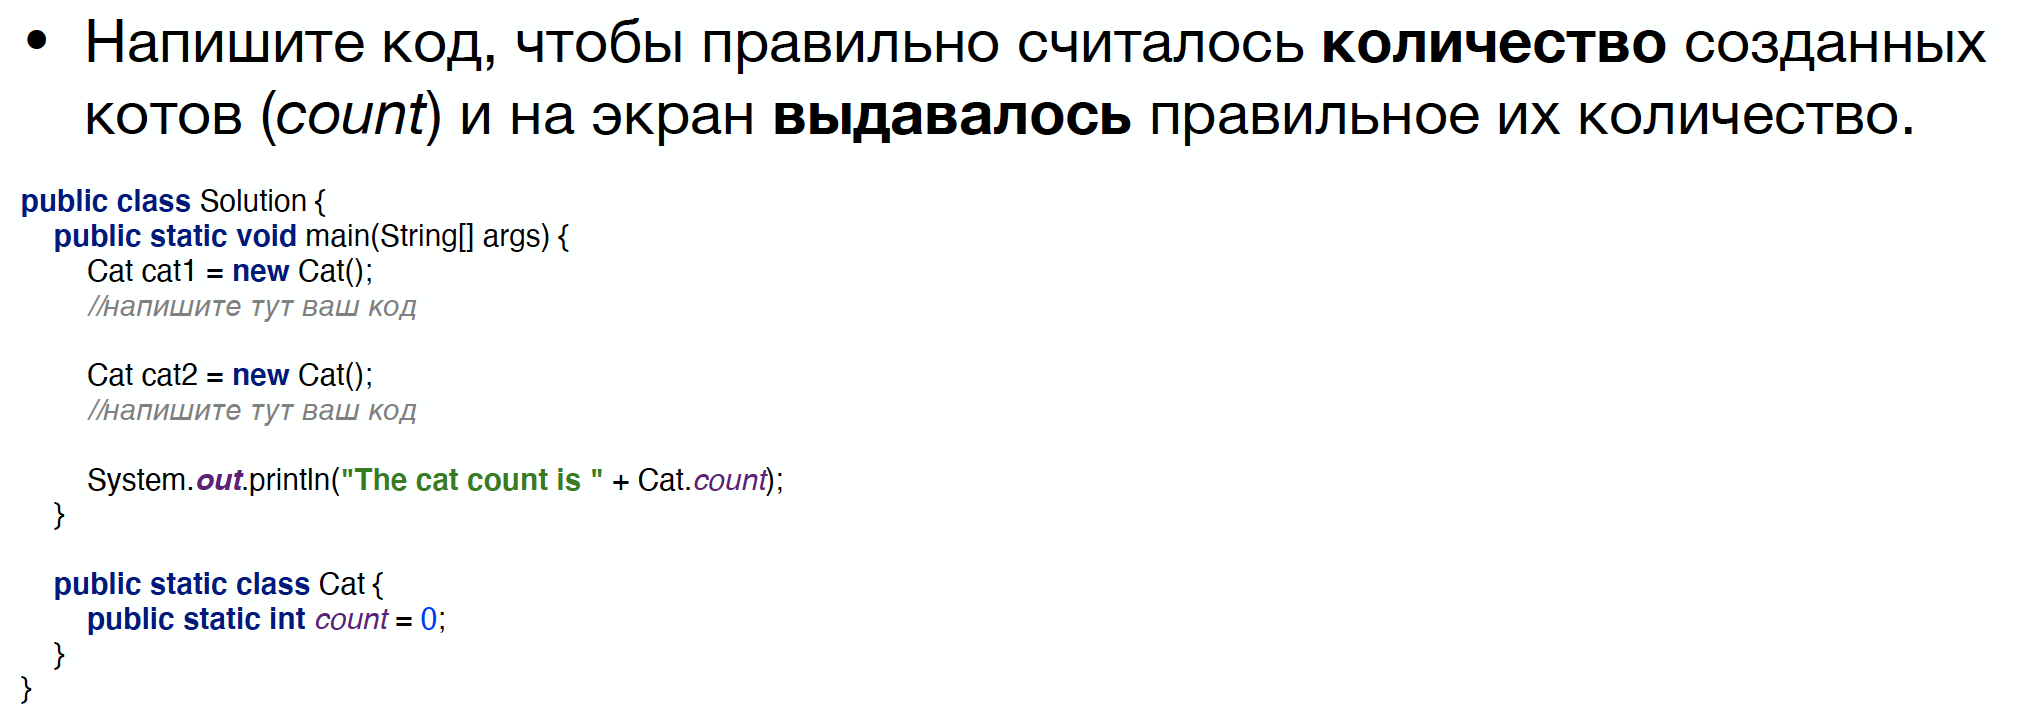 • Напишите код, чтобы правильно считалось количество созданных
котов (count) и на экран выдавалось правильное их количество.
public class Solution {
public static void main(String[] args) {
Cat cat1 = new Cat();
//напишите тут ваш код
Cat cat2 = new Cat();
//напишите тут ваш код
System.out.println("The cat count is " + Cat.count);
}
public static class Cat {
public static int count = 0;
}
}